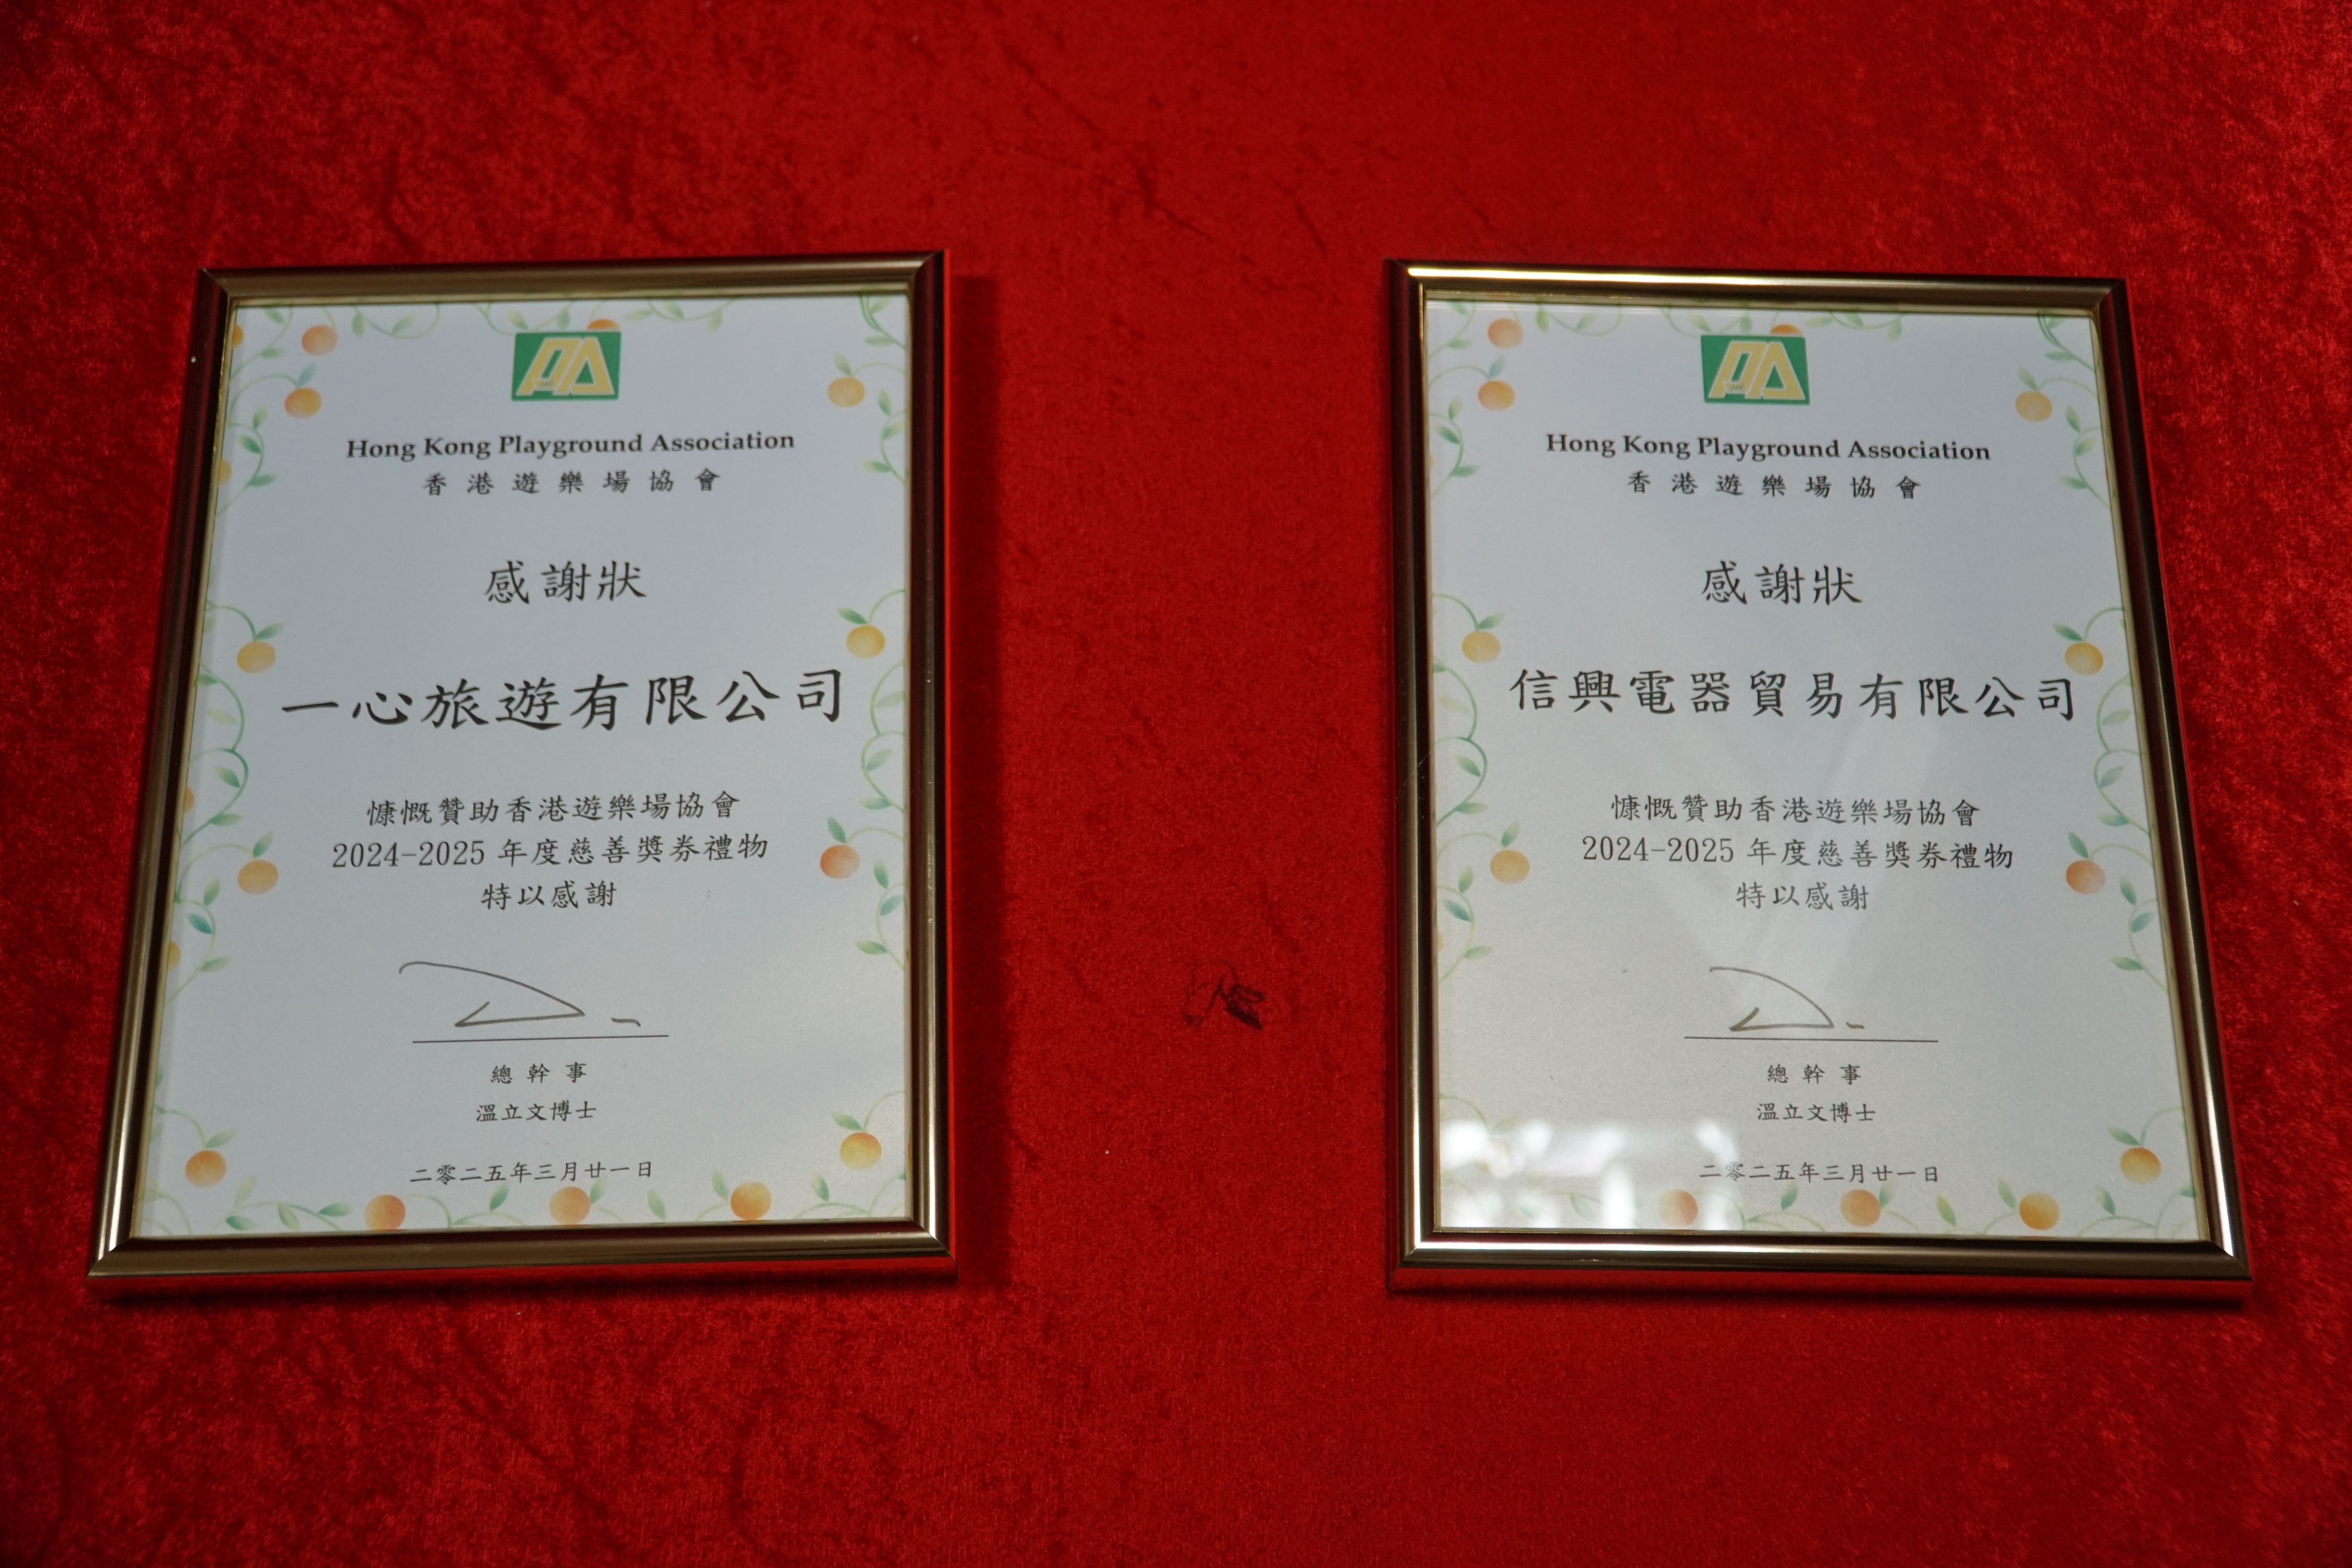 Hong Kong Playground Association
香港遊樂場協會
感謝狀
一心旅遊有限公司
慷慨贊助香港遊樂場協會
2024-2025 年度慈善獎券禮物
特以感謝
總幹事
溫立文博士
二零二五年三月廿一日
Hong Kong Playground Association
香港遊樂場協會
感謝狀
信興電器貿易有限公司
慷慨贊助香港遊樂場協會
2024-2025 年度慈善獎券禮物
特以感謝
總幹事
溫立文博士
二零二五年三月廿一日